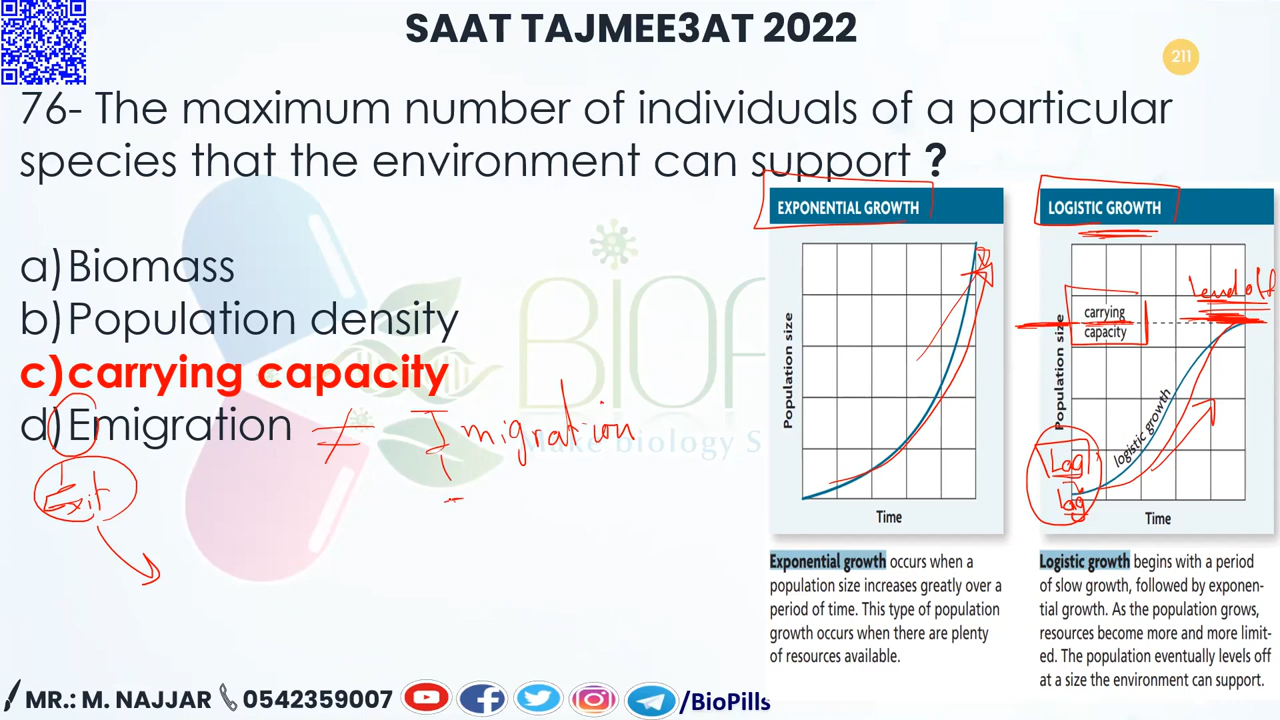 SAAT TAJMEE3AT 2022
211
76- The maximum number of individuals of a particular
species that the environment can support ?
a)Biomass
b)Population density
c)carrying capacity
d)Emigration
≠ Immigration
Exit
EXPONENTIAL GROWTH
Population size
Time
Exponential growth occurs when a
population size increases greatly over a
period of time. This type of population
growth occurs when there are plenty
of resources available.
LOGISTIC GROWTH
level off
carrying
capacity
Population size
logistic growth
Log
lag
Time
Logistic growth begins with a period
of slow growth, followed by exponen-
tial growth. As the population grows,
resources become more and more limit-
ed. The population eventually levels off
at a size the environment can support.
MR.: M. NAJJAR 0542359007 /BioPills